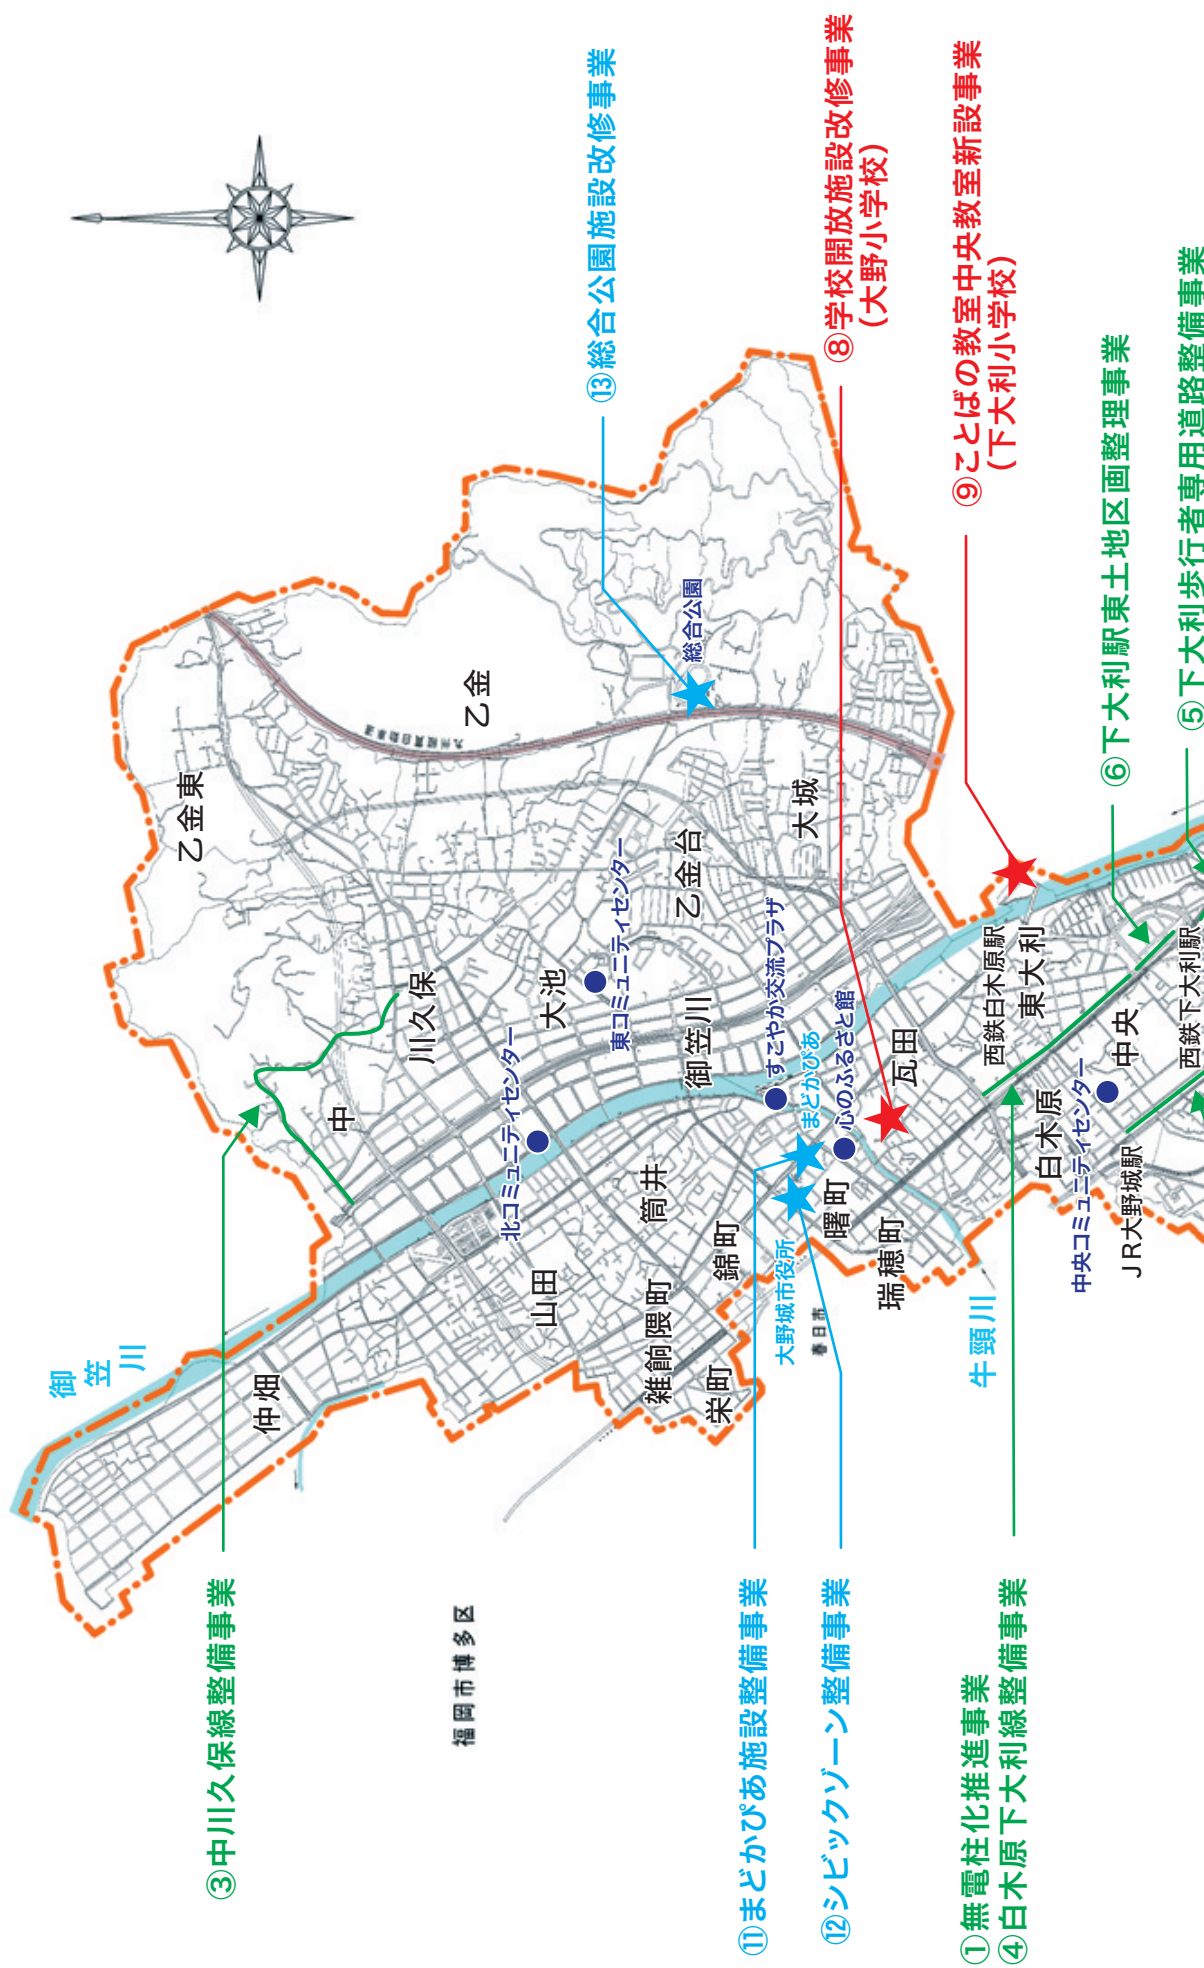 ⑬総合公園施設改修事業
⑧学校開放施設改修事業
(大野小学校)
⑨ことばの教室中央教室新設事業
(下大利小学校)
⑥下大利駅東土地区画整理事業
⑤下大利歩行者専用道路整備事業
乙金東
乙金
九州縦貫自動車道
総合公園
大城
乙金台
川久保
大池
東コミュニティセンター
中
北コミュニティセンター
御笠川
すこやか交流プラザ
まどかぴあ
心のふるさと館
瓦田
西鉄白木原駅
東大利
中央
西鉄下大利駅
白木原
中央コミュニティセンター
JR大野城駅
御笠川
仲畑
山田
筒井
雑餉隈町
錦町
栄町
大野城市役所
春日市
曙町
瑞穂町
牛頸川
福岡市博多区
③中川久保線整備事業
⑪まどかぴあ施設整備事業
⑫シビックゾーン整備事業
①無電柱化推進事業
④白木原下大利線整備事業